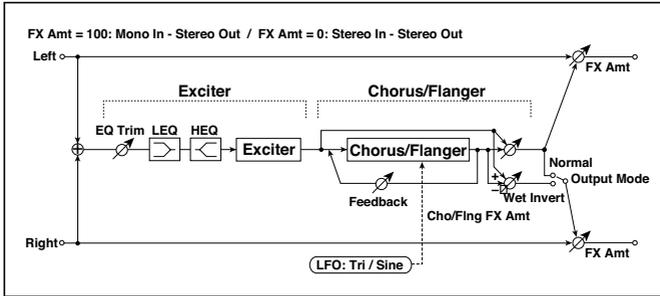 FX Amt = 100: Mono In - Stereo Out / FX Amt = 0: Stereo In - Stereo Out
Left
FX Amt
Exciter
Chorus/Flanger
EQ Trim
LEQ
HEQ
Exciter
Chorus/Flanger
Normal
Output Mode
+
–
Wet Invert
Feedback
Cho/Flng FX Amt
Right
FX Amt
LFO: Tri / Sine